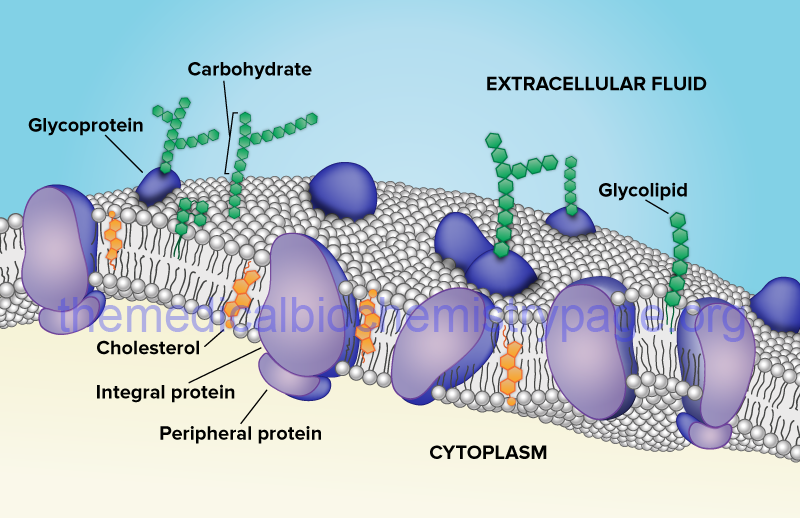 Carbohydrate
EXTRACELLULAR FLUID
Glycoprotein
Glycolipid
themedicalbiochemistrypage.org
Cholesterol
Integral protein
Peripheral protein
CYTOPLASM